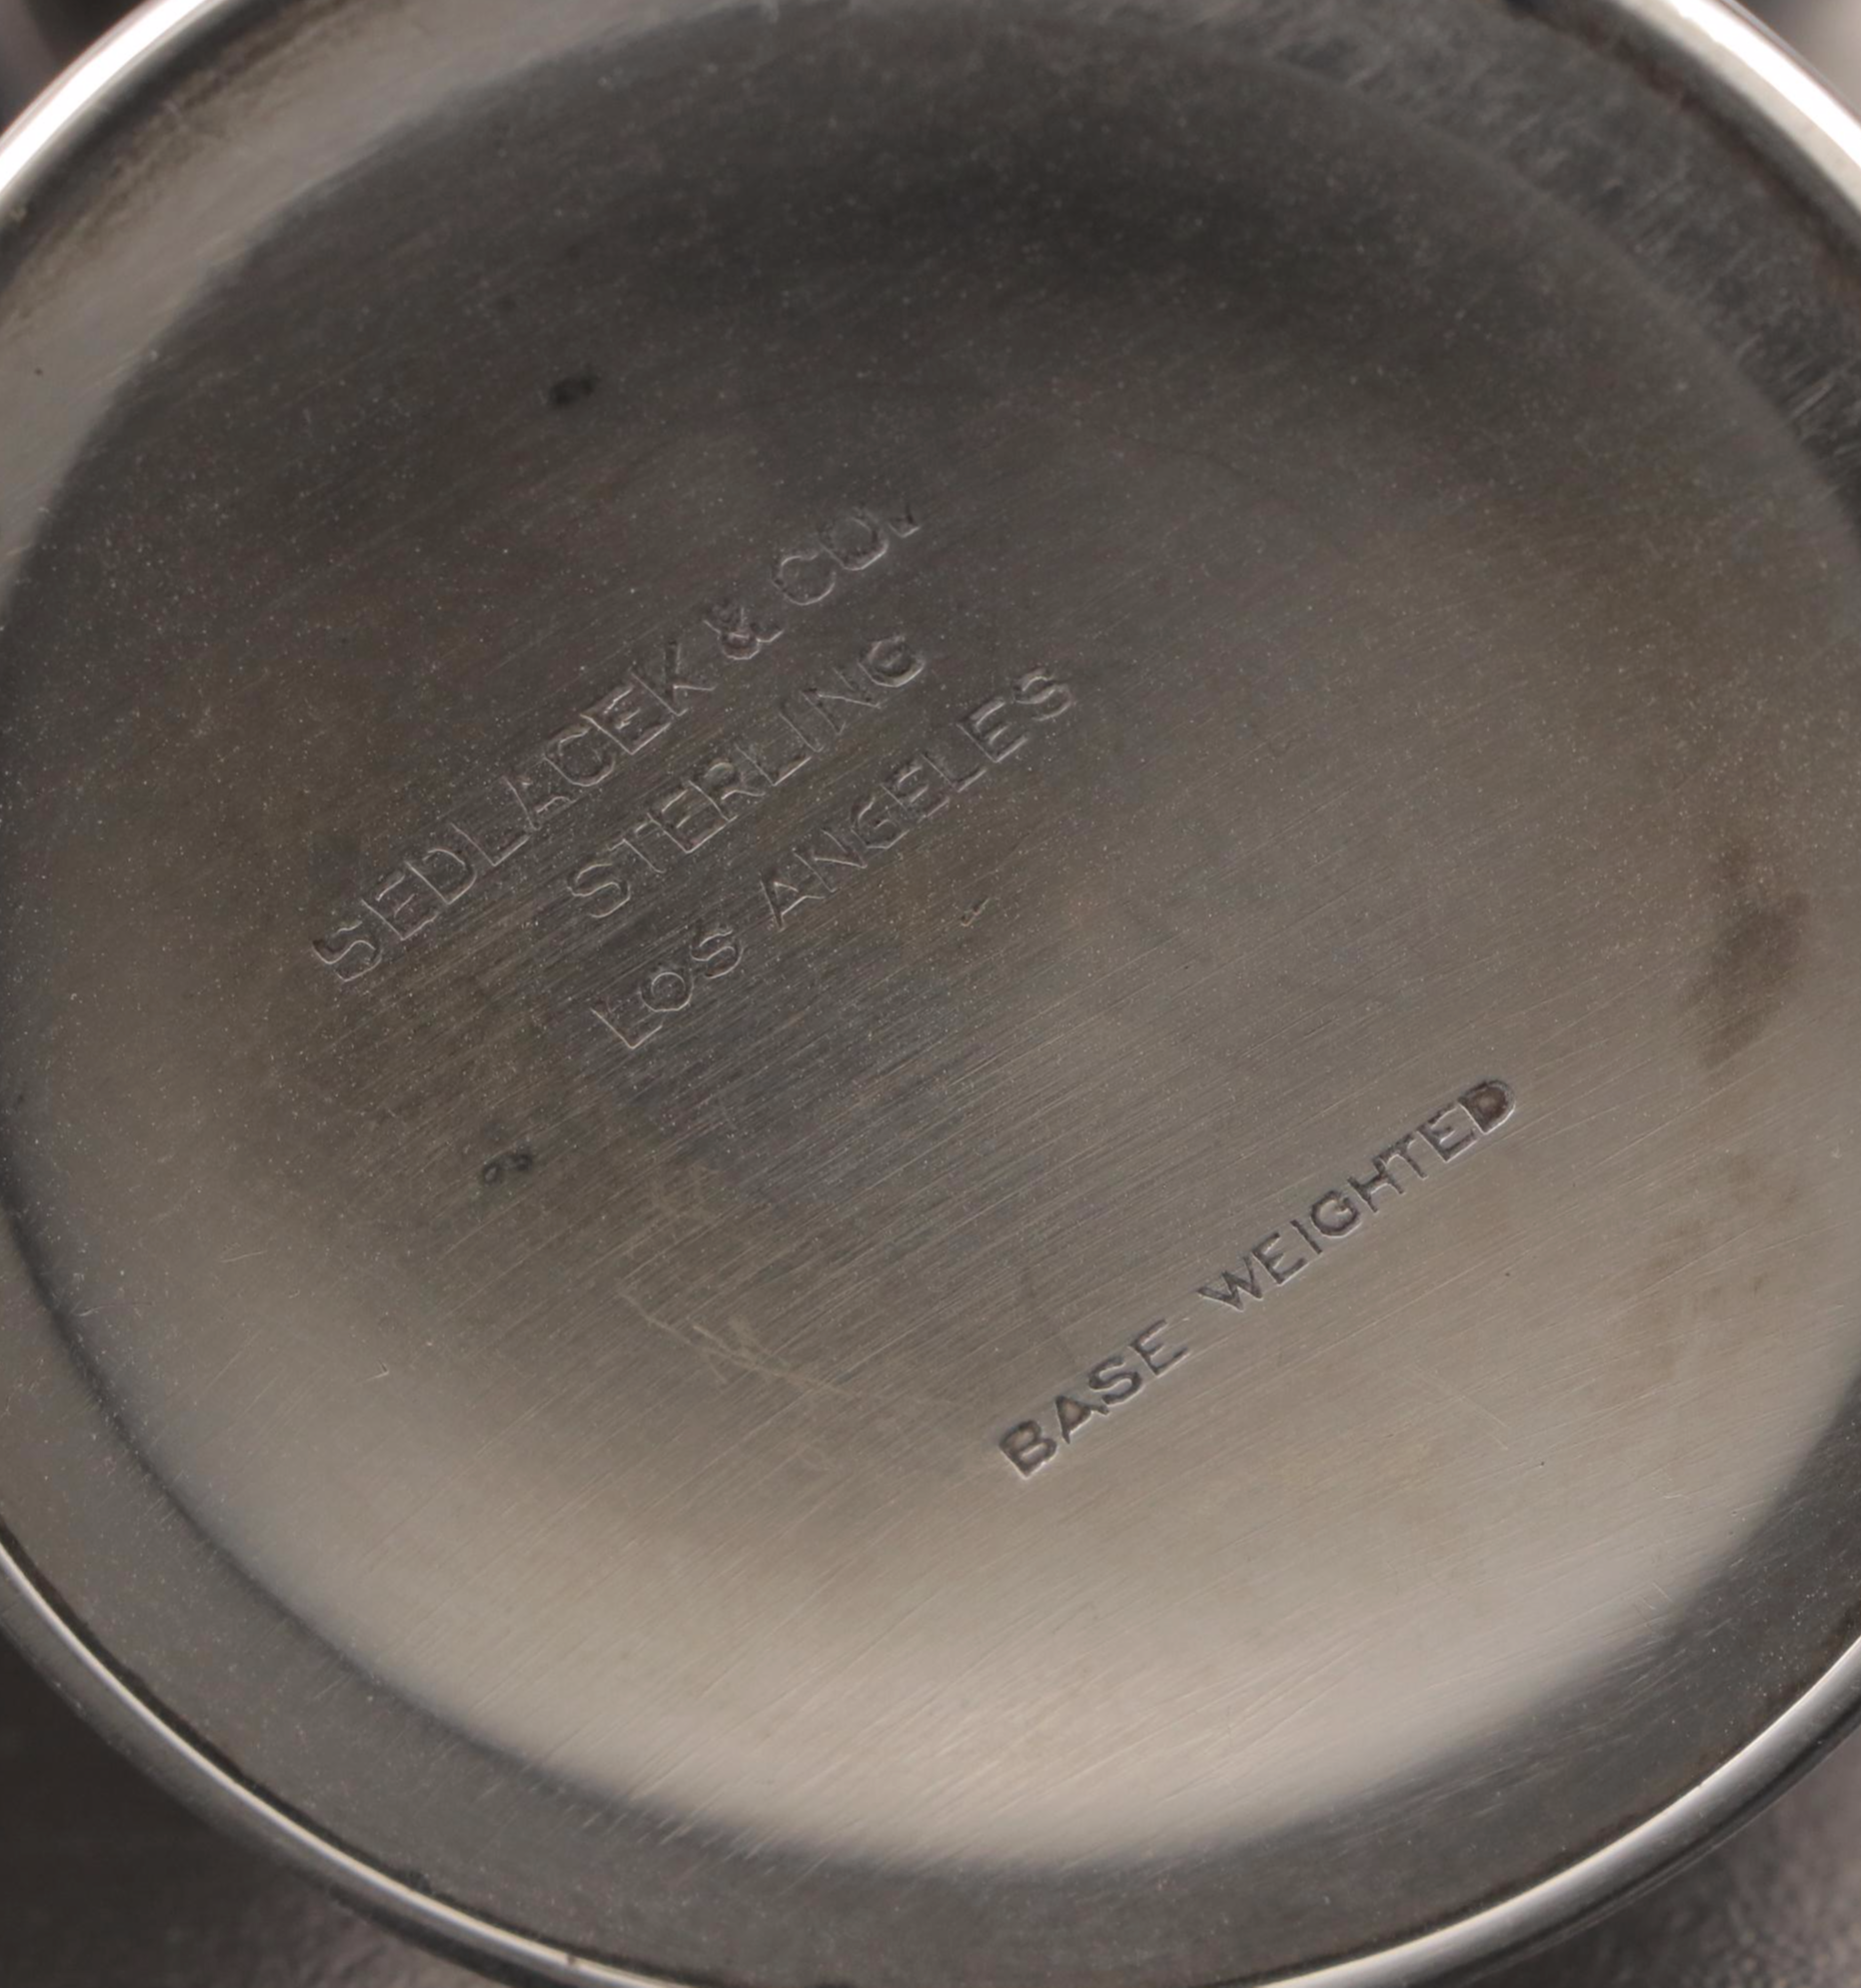 SEDLACEK & CO.
STERLING
LOS ANGELES
BASE WEIGHTED